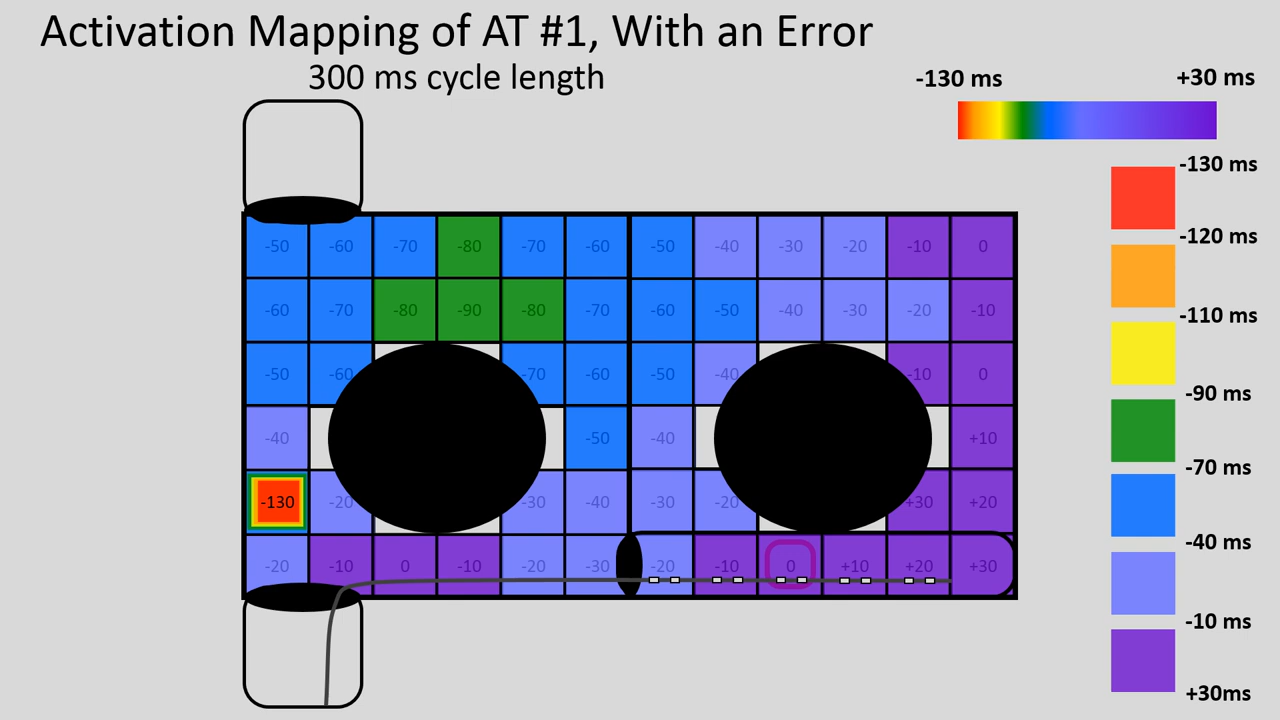 Activation Mapping of AT #1, With an Error
300 ms cycle length
-130 ms +30 ms
-130 ms
-120 ms
-110 ms
-90 ms
-70 ms
-40 ms
-10 ms
+30ms
-50 -60 -70 -80 -70 -60 -50 -40 -30 -20 -10 0
-60 -70 -80 -90 -80 -70 -60 -50 -40 -30 -20 -10
-50 -60 -70 -60 -50 -40 -10 0
-40 -50 -40 +10
-130 -20 -30 -40 -30 -20 +30 +20
-20 -10 0 -10 -30 -20 -10 0 +10 +20 +30